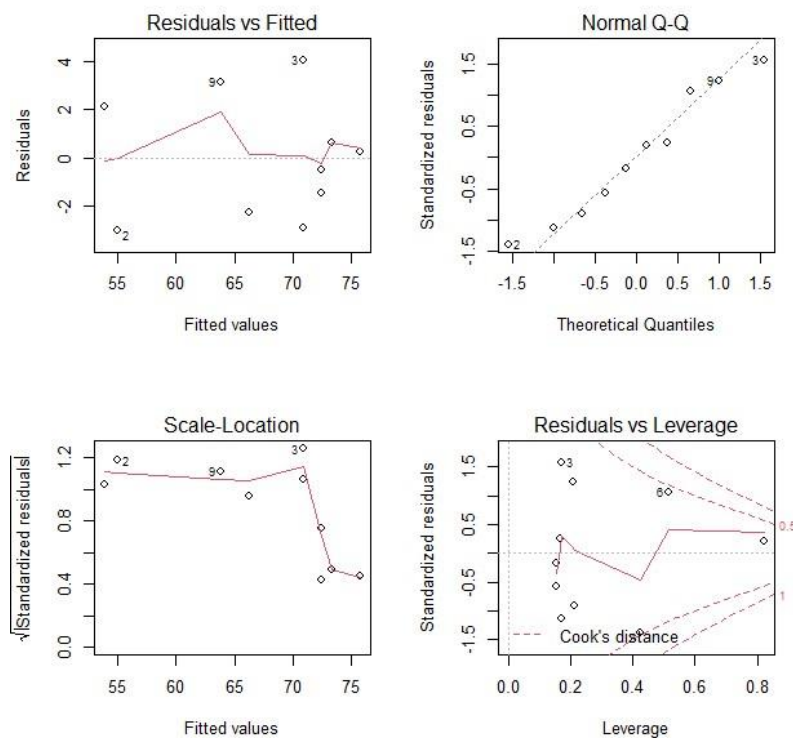 Residuals vs Fitted
Residuals
4
2
0
-2
3
9
2
55 60 65 70 75
Fitted values
Normal Q-Q
Standardized residuals
1.5
0.5
-0.5
-1.5
3
9
2
-1.5 -0.5 0.0 0.5 1.0 1.5
Theoretical Quantiles
Scale-Location
√|Standardized residuals|
1.2
0.8
0.4
0.0
3
2
9
55 60 65 70 75
Fitted values
Residuals vs Leverage
Standardized residuals
1.5
0.5
-0.5
-1.5
3
6
0.5
1
Cook's distance
0.0 0.2 0.4 0.6 0.8
Leverage